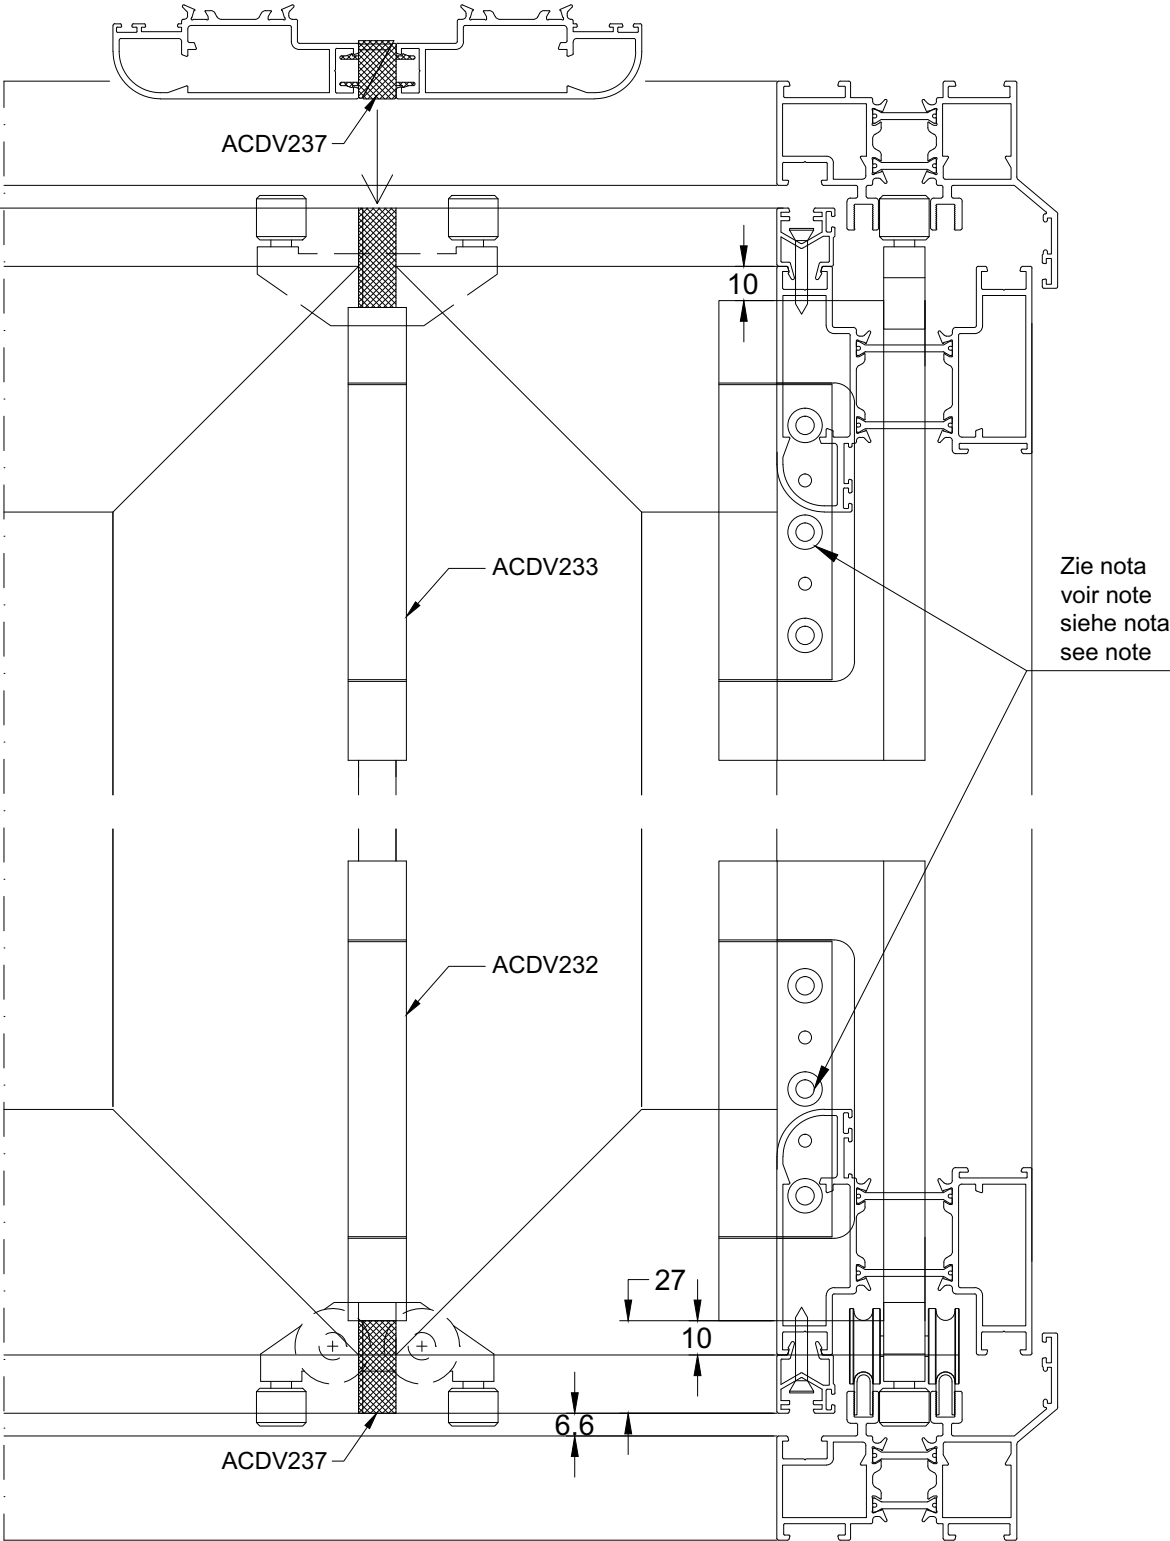 ACDV237
10
ACDV233
Zie nota
voir note
siehe nota
see note
ACDV232
27
10
6,6
ACDV237